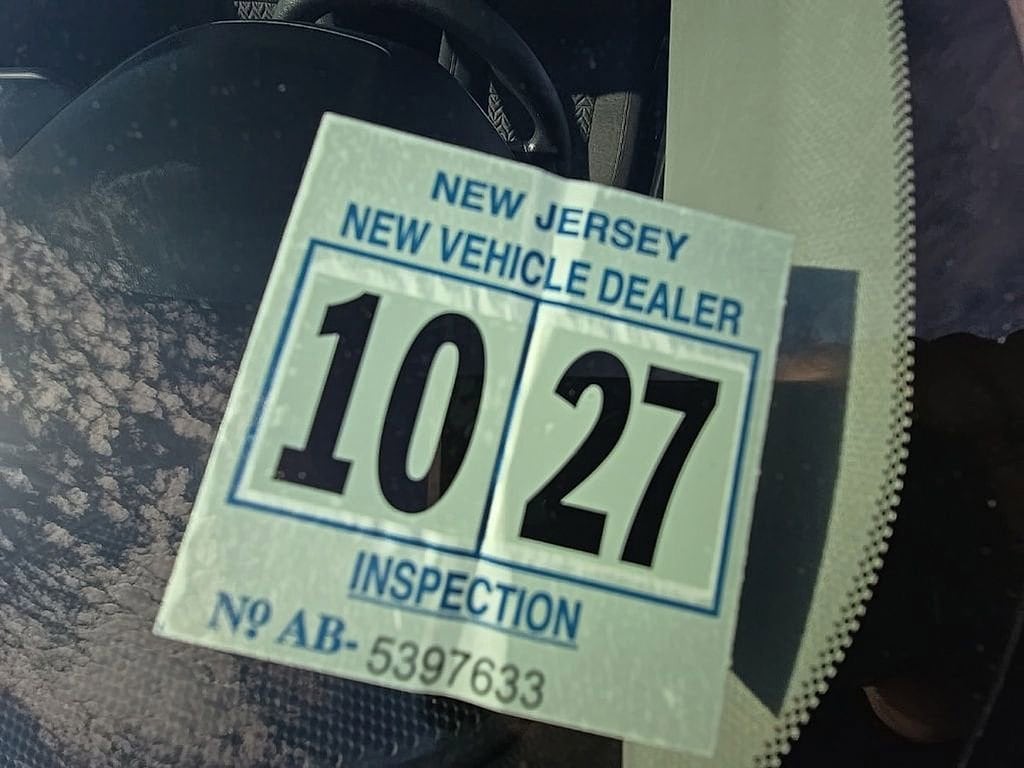 NEW JERSEY
NEW VEHICLE DEALER
10 27
INSPECTION
Nº AB- 5397633